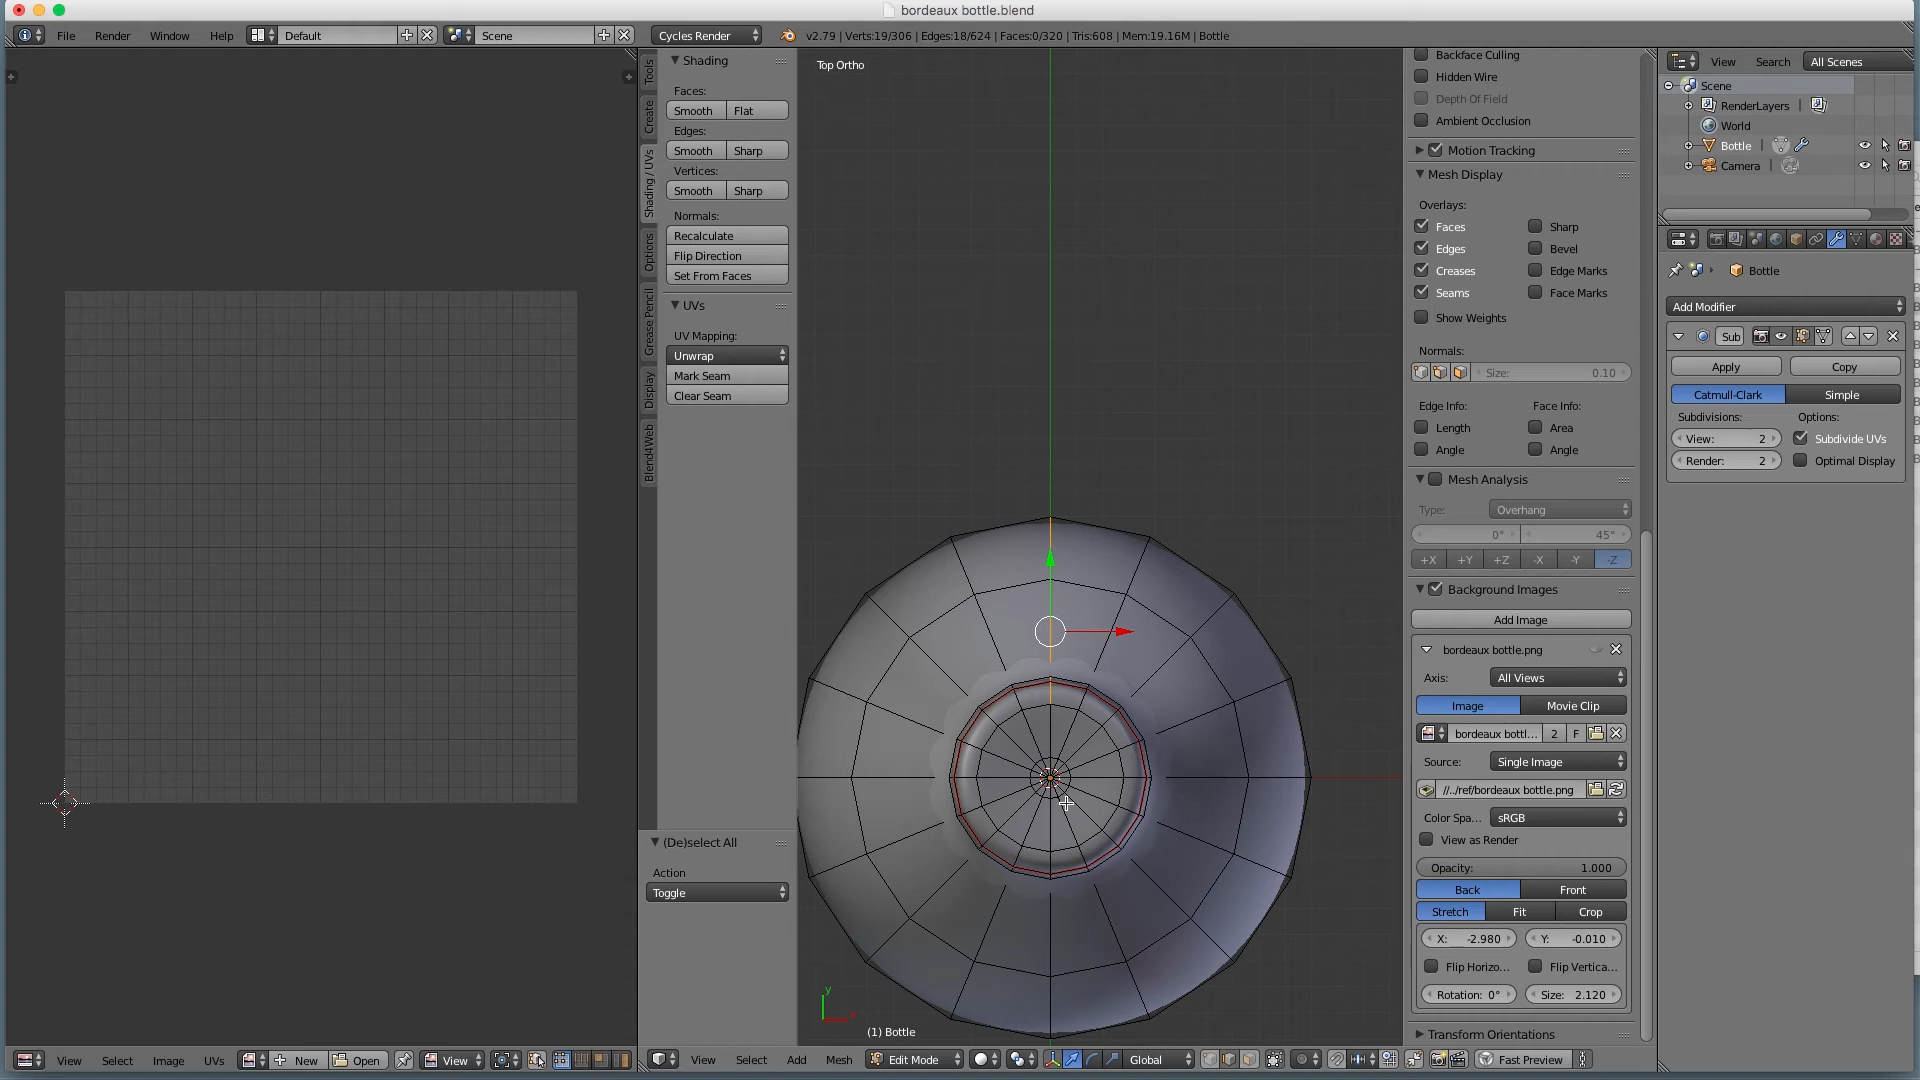 bordeaux bottle.blend
File Render Window Help Default Scene Cycles Render v2.79 | Verts:19/306 | Edges:18/624 | Faces:0/320 | Tris:608 | Mem:19.16M | Bottle
Tools
Create
Shading / UVs
Options
Grease Pencil
Display
Blend4Web
Shading
Faces:
Smooth Flat
Edges:
Smooth Sharp
Vertices:
Smooth Sharp
Normals:
Recalculate
Flip Direction
Set From Faces
UVs
UV Mapping:
Unwrap
Mark Seam
Clear Seam
(De)select All
Action
Toggle
Top Ortho
y
(1) Bottle
Backface Culling
Hidden Wire
Depth Of Field
Ambient Occlusion
Motion Tracking
Mesh Display
Overlays:
Faces Sharp
Edges Bevel
Creases Edge Marks
Seams Face Marks
Show Weights
Normals:
Size: 0.10
Edge Info: Face Info:
Length Area
Angle Angle
Mesh Analysis
Type: Overhang
0° 45°
+X +Y +Z -X -Y -Z
Background Images
Add Image
bordeaux bottle.png
Axis: All Views
Image Movie Clip
bordeaux bottl... 2 F
Source: Single Image
//../ref/bordeaux bottle.png
Color Spa... sRGB
View as Render
Opacity: 1.000
Back Front
Stretch Fit Crop
X: -2.980 Y: -0.010
Flip Horizo... Flip Vertica...
Rotation: 0° Size: 2.120
Transform Orientations
View Search All Scenes
Scene
RenderLayers
World
Bottle
Camera
Bottle
Add Modifier
Sub
Apply Copy
Catmull-Clark Simple
Subdivisions: Options:
View: 2 Subdivide UVs
Render: 2 Optimal Display
View Select Image UVs New Open View
View Select Add Mesh Edit Mode Global Fast Preview